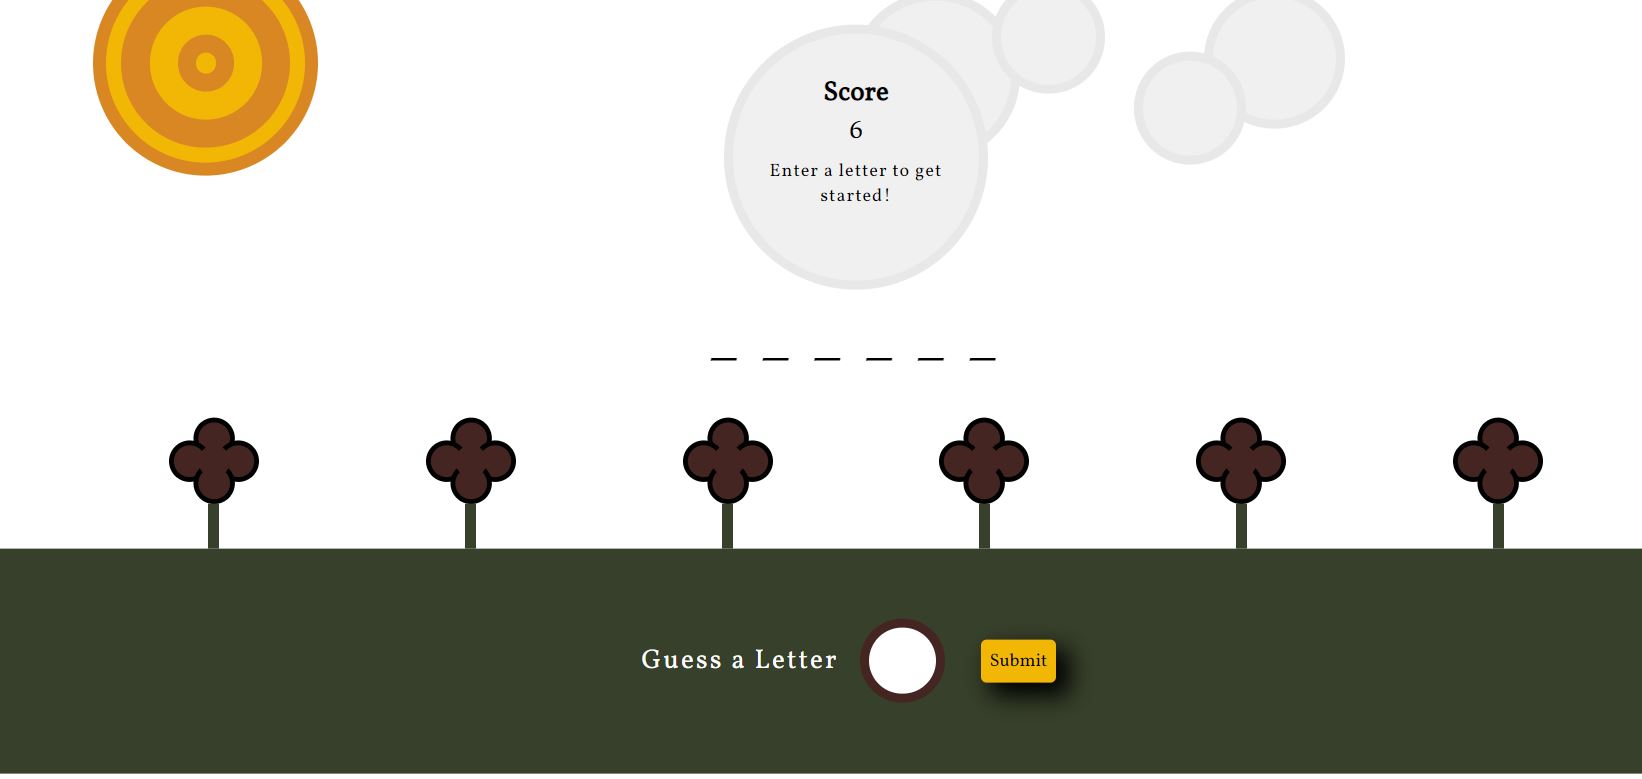 Score
6
Enter a letter to get
started!
_ _ _ _ _ _
Guess a Letter
Submit